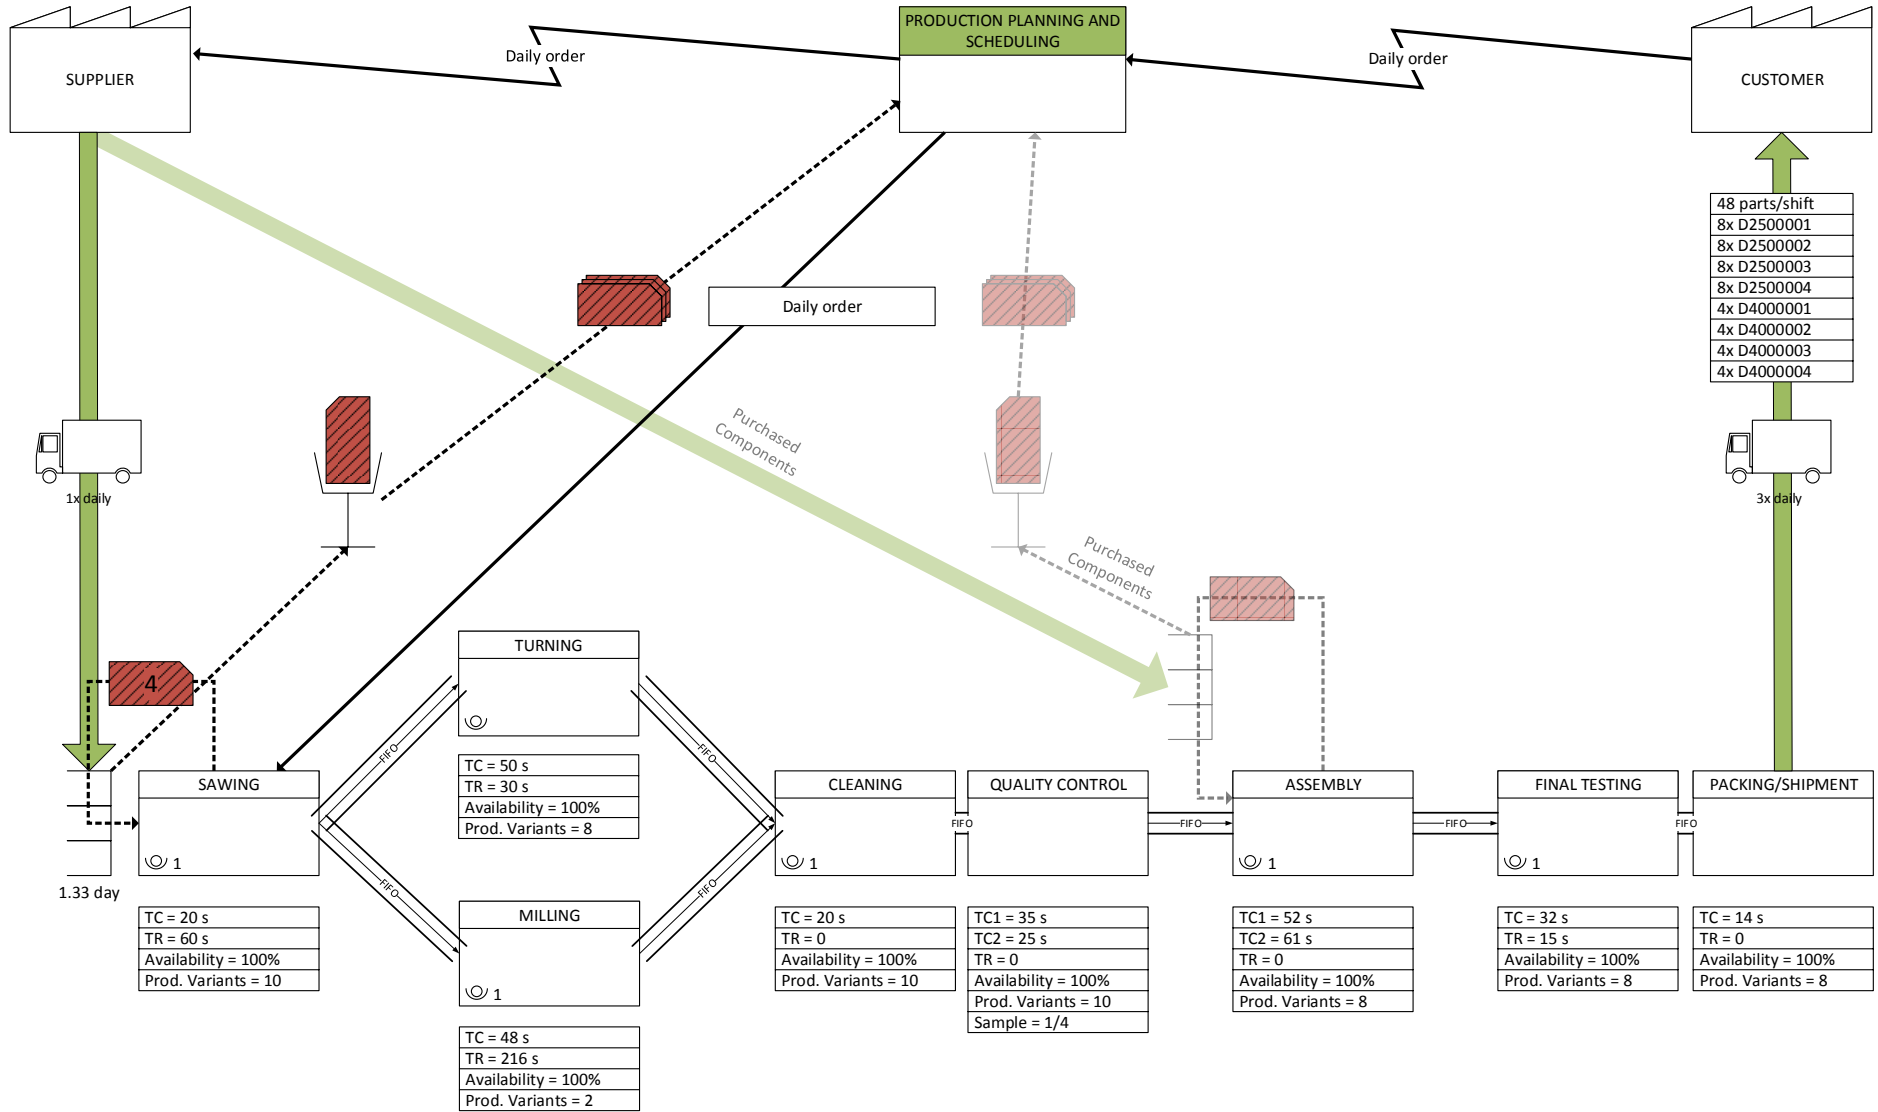 PRODUCTION PLANNING AND
SCHEDULING
SUPPLIER
Daily order
Daily order
CUSTOMER
48 parts/shift
8x D2500001
8x D2500002
8x D2500003
8x D2500004
4x D4000001
4x D4000002
4x D4000003
4x D4000004
Daily order
Purchased
Components
1x daily
3x daily
Purchased
Components
4
TURNING
FIFO
FIFO
TC = 50 s
TR = 30 s
Availability = 100%
Prod. Variants = 8
SAWING
1
1.33 day
TC = 20 s
TR = 60 s
Availability = 100%
Prod. Variants = 10
FIFO
FIFO
MILLING
1
TC = 48 s
TR = 216 s
Availability = 100%
Prod. Variants = 2
CLEANING
1
TC = 20 s
TR = 0
Availability = 100%
Prod. Variants = 10
FIFO
QUALITY CONTROL
TC1 = 35 s
TC2 = 25 s
TR = 0
Availability = 100%
Prod. Variants = 10
Sample = 1/4
FIFO
ASSEMBLY
1
TC1 = 52 s
TC2 = 61 s
TR = 0
Availability = 100%
Prod. Variants = 8
FIFO
FINAL TESTING
1
TC = 32 s
TR = 15 s
Availability = 100%
Prod. Variants = 8
FIFO
PACKING/SHIPMENT
TC = 14 s
TR = 0
Availability = 100%
Prod. Variants = 8